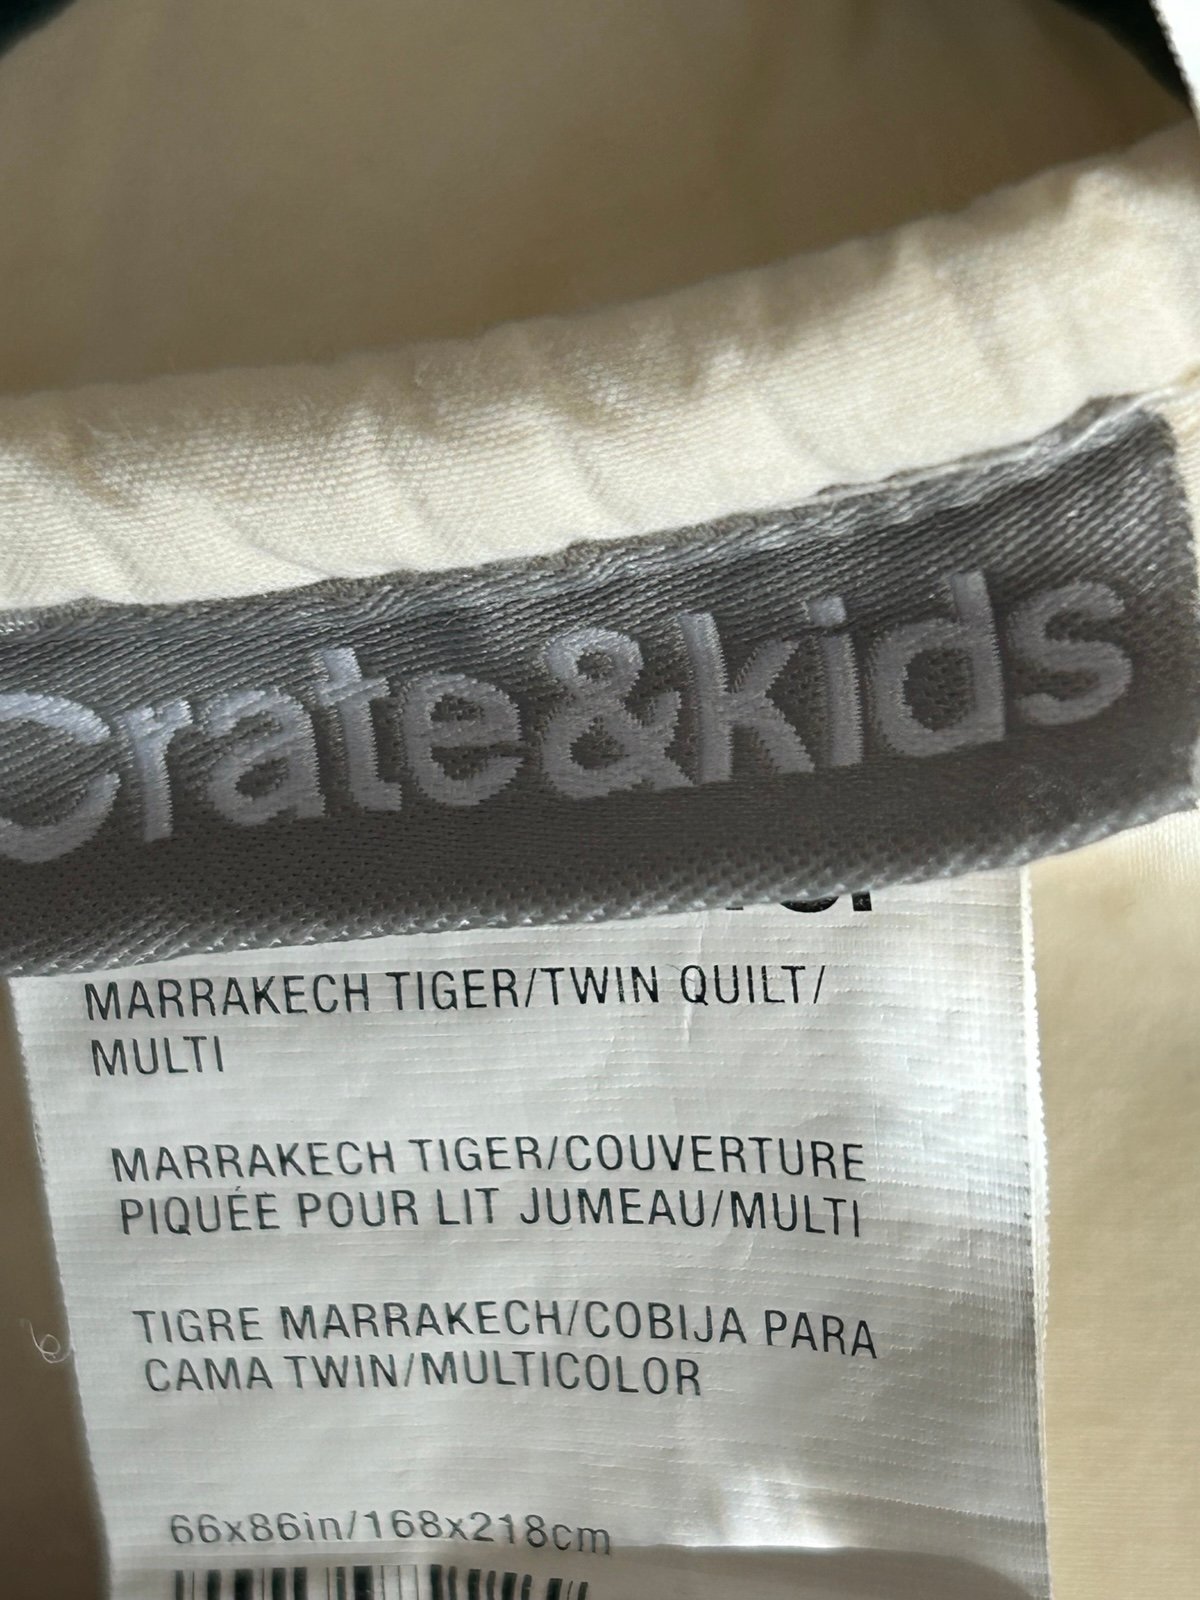 Crate&kids
MARRAKECH TIGER/TWIN QUILT/
MULTI
MARRAKECH TIGER/COUVERTURE
PIQUÉE POUR LIT JUMEAU/MULTI
TIGRE MARRAKECH/COBIJA PARA
CAMA TWIN/MULTICOLOR
66x86in/168x218cm